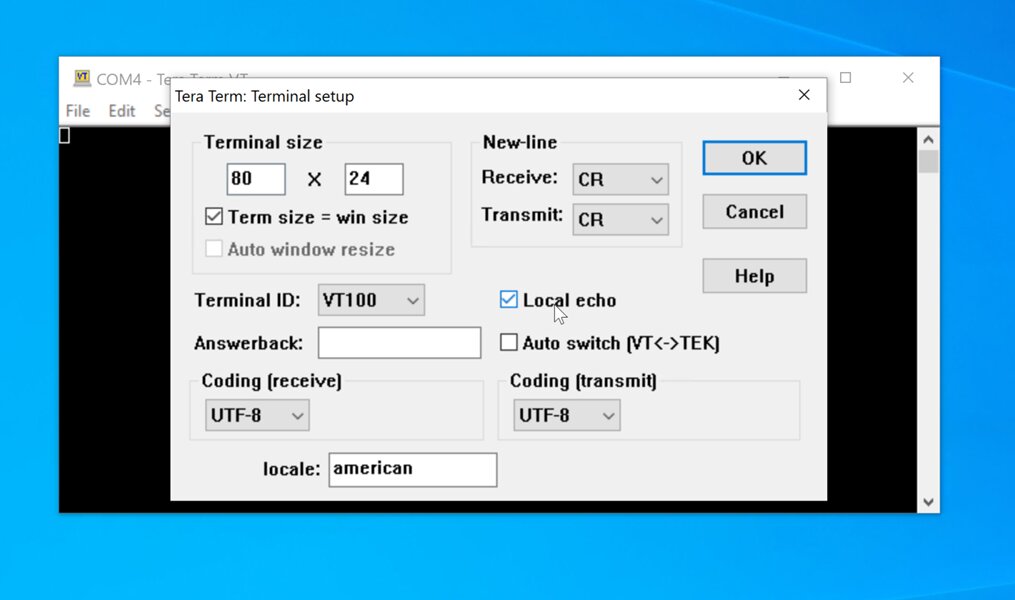 COM4 - Tera Term VT
File Edit
Tera Term: Terminal setup
Terminal size
80 X 24
Term size = win size
Auto window resize
New-line
Receive: CR
Transmit: CR
OK
Cancel
Help
Terminal ID: VT100
Local echo
Answerback:
Auto switch (VT<->TEK)
Coding (receive)
UTF-8
Coding (transmit)
UTF-8
locale: american